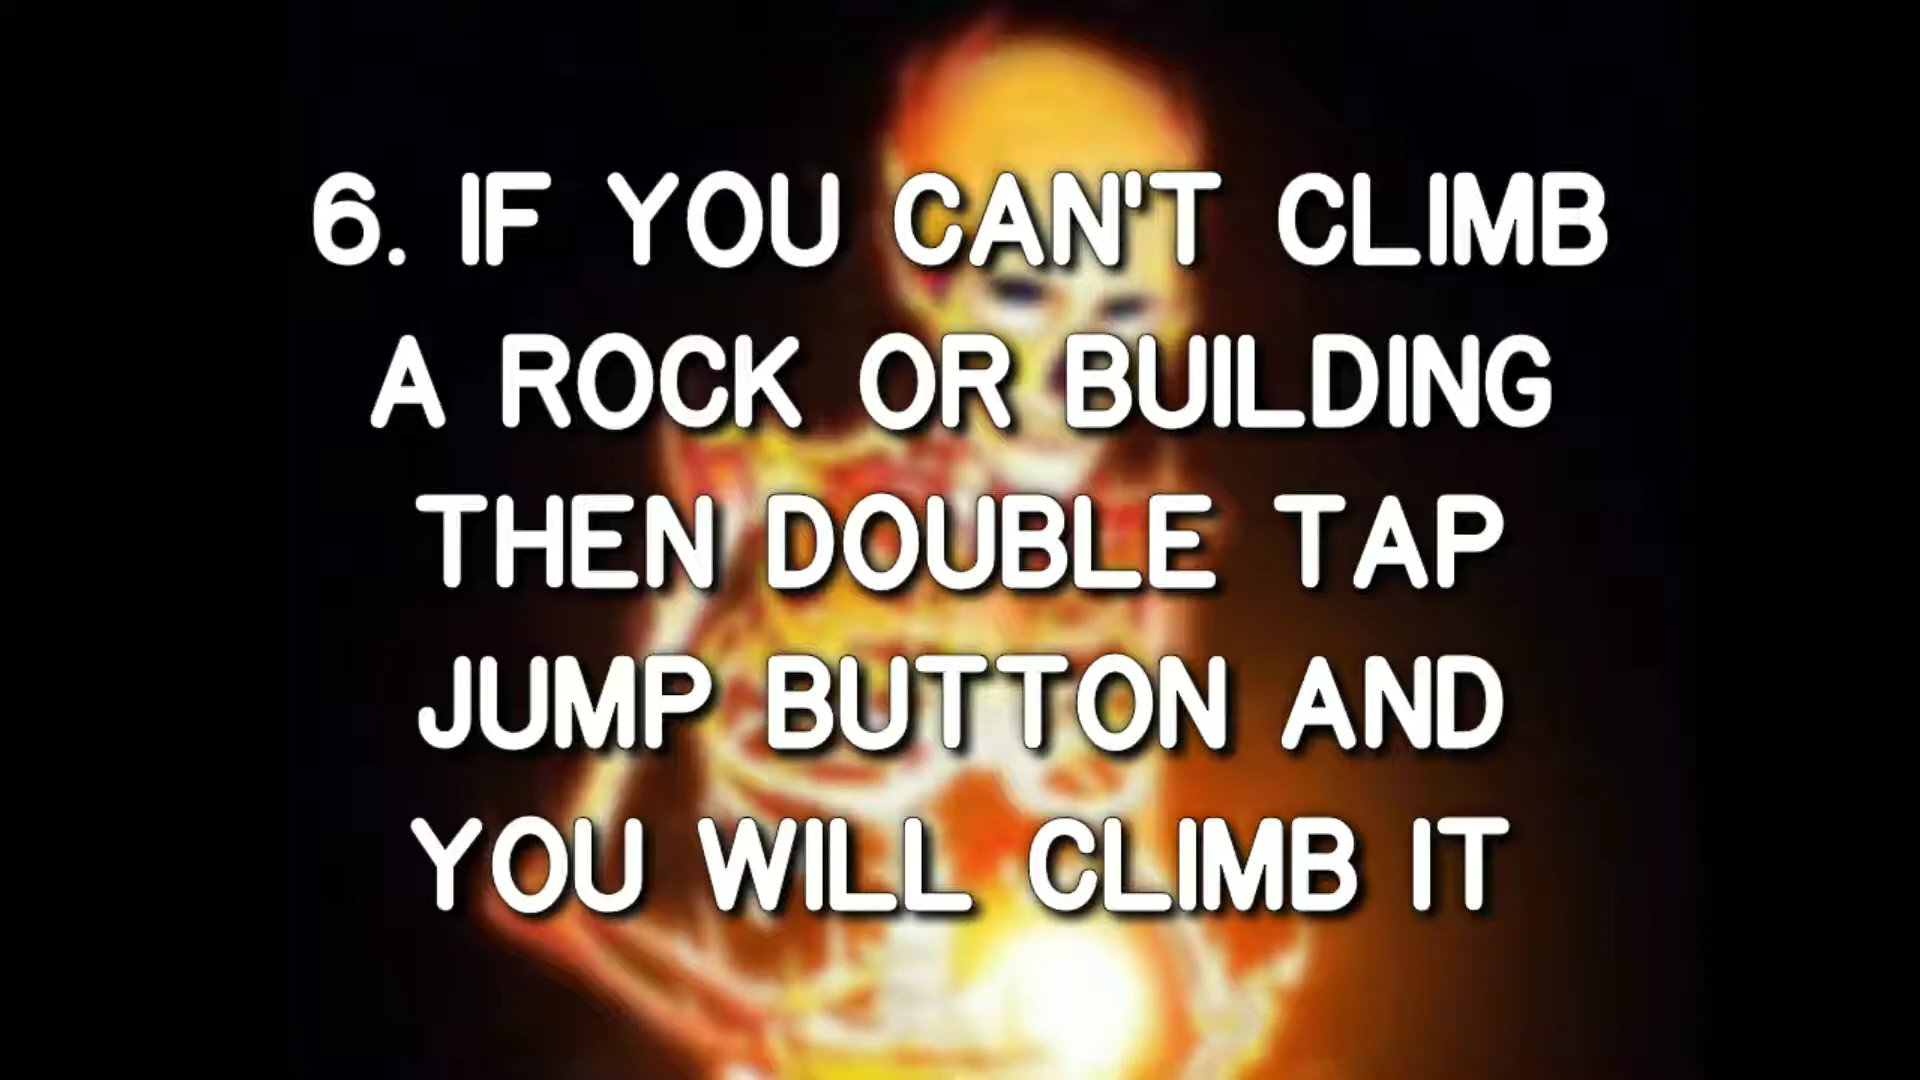 6. IF YOU CAN'T CLIMB
A ROCK OR BUILDING
THEN DOUBLE TAP
JUMP BUTTON AND
YOU WILL CLIMB IT